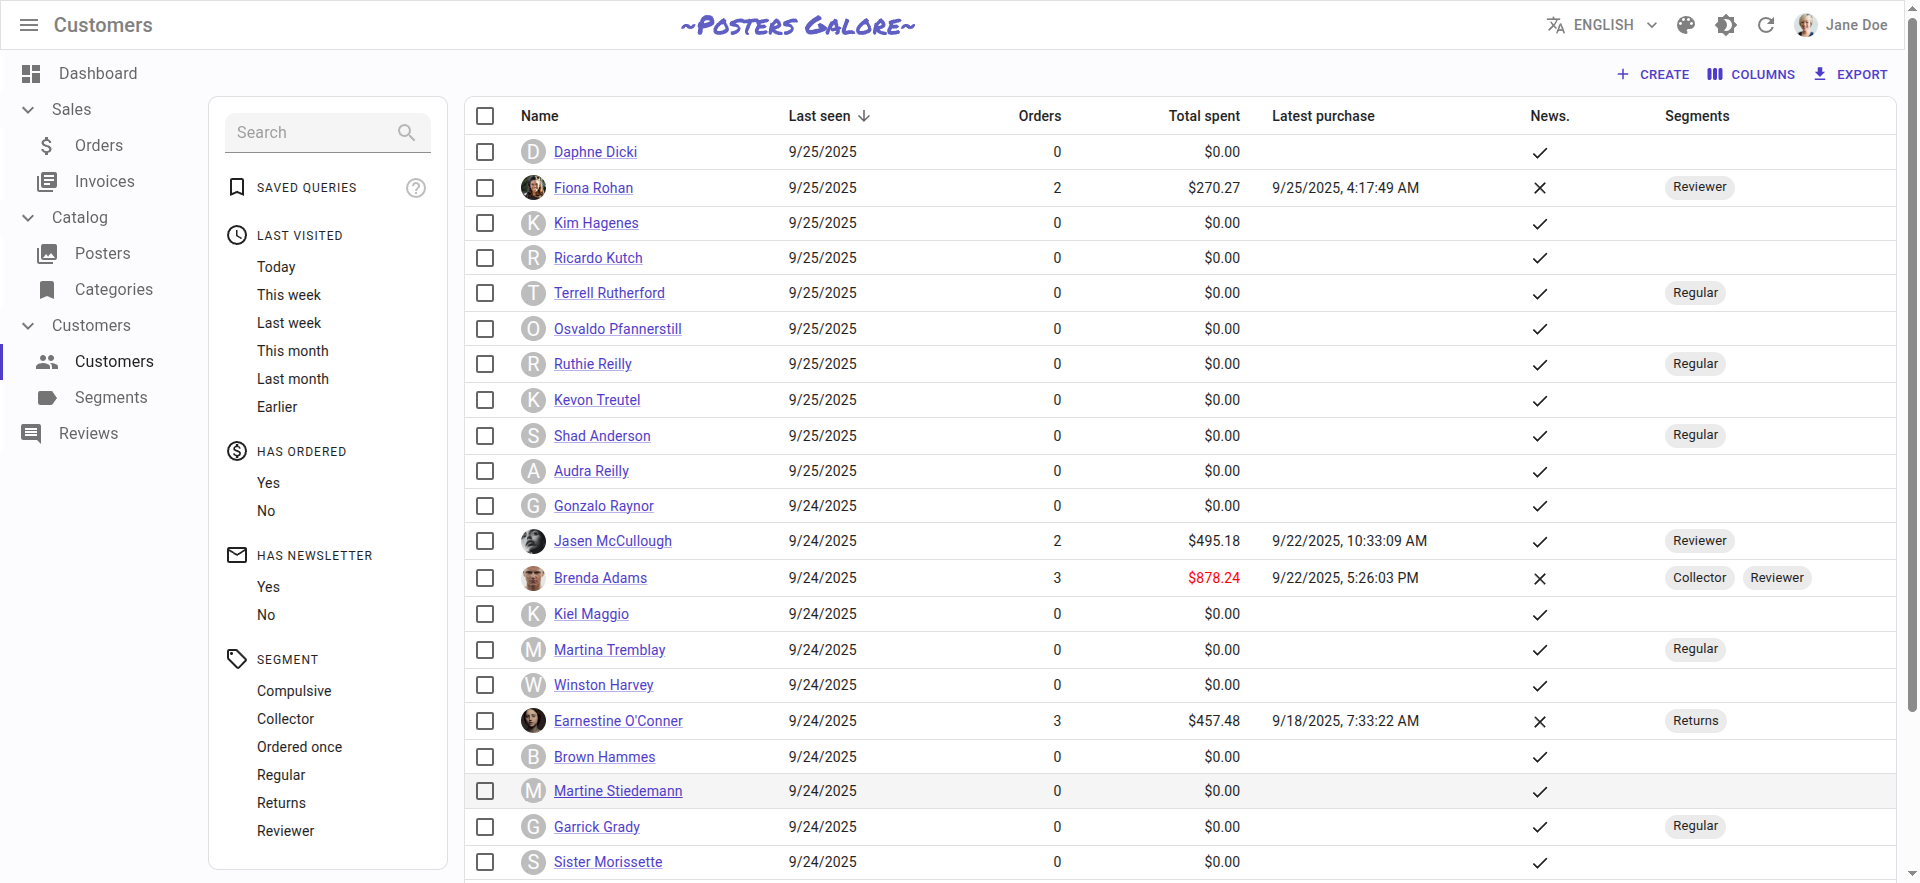 Customers
~Posters Galore~
ENGLISH
Jane Doe
Dashboard
Sales
Orders
Invoices
Catalog
Posters
Categories
Customers
Customers
Segments
Reviews
Search
SAVED QUERIES
?
LAST VISITED
Today
This week
Last week
This month
Last month
Earlier
HAS ORDERED
Yes
No
HAS NEWSLETTER
Yes
No
SEGMENT
Compulsive
Collector
Ordered once
Regular
Returns
Reviewer
CREATE COLUMNS EXPORT
Name Last seen Orders Total spent Latest purchase News. Segments
D Daphne Dicki 9/25/2025 0 $0.00
Fiona Rohan 9/25/2025 2 $270.27 9/25/2025, 4:17:49 AM Reviewer
K Kim Hagenes 9/25/2025 0 $0.00
R Ricardo Kutch 9/25/2025 0 $0.00
T Terrell Rutherford 9/25/2025 0 $0.00 Regular
O Osvaldo Pfannerstill 9/25/2025 0 $0.00
R Ruthie Reilly 9/25/2025 0 $0.00 Regular
K Kevon Treutel 9/25/2025 0 $0.00
S Shad Anderson 9/25/2025 0 $0.00 Regular
A Audra Reilly 9/25/2025 0 $0.00
G Gonzalo Raynor 9/24/2025 0 $0.00
Jasen McCullough 9/24/2025 2 $495.18 9/22/2025, 10:33:09 AM Reviewer
Brenda Adams 9/24/2025 3 $878.24 9/22/2025, 5:26:03 PM Collector Reviewer
K Kiel Maggio 9/24/2025 0 $0.00
M Martina Tremblay 9/24/2025 0 $0.00 Regular
W Winston Harvey 9/24/2025 0 $0.00
Earnestine O'Conner 9/24/2025 3 $457.48 9/18/2025, 7:33:22 AM Returns
B Brown Hammes 9/24/2025 0 $0.00
M Martine Stiedemann 9/24/2025 0 $0.00
G Garrick Grady 9/24/2025 0 $0.00 Regular
S Sister Morissette 9/24/2025 0 $0.00